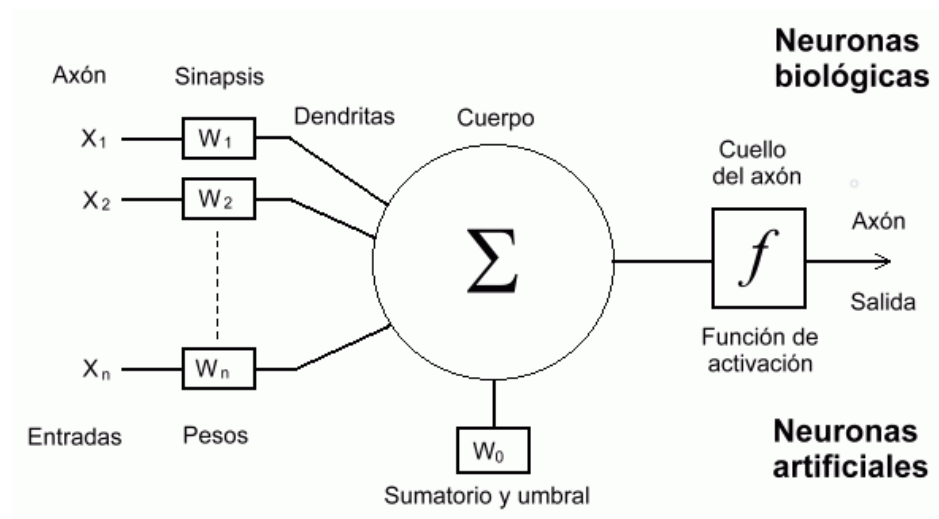 Neuronas
biológicas
Axón
Sinapsis
Dendritas
Cuerpo
Cuello
del axón
X1
W1
X2
W2
Σ
f
Axón
Salida
Función de
activación
Xn
Wn
Entradas
Pesos
W0
Sumatorio y umbral
Neuronas
artificiales